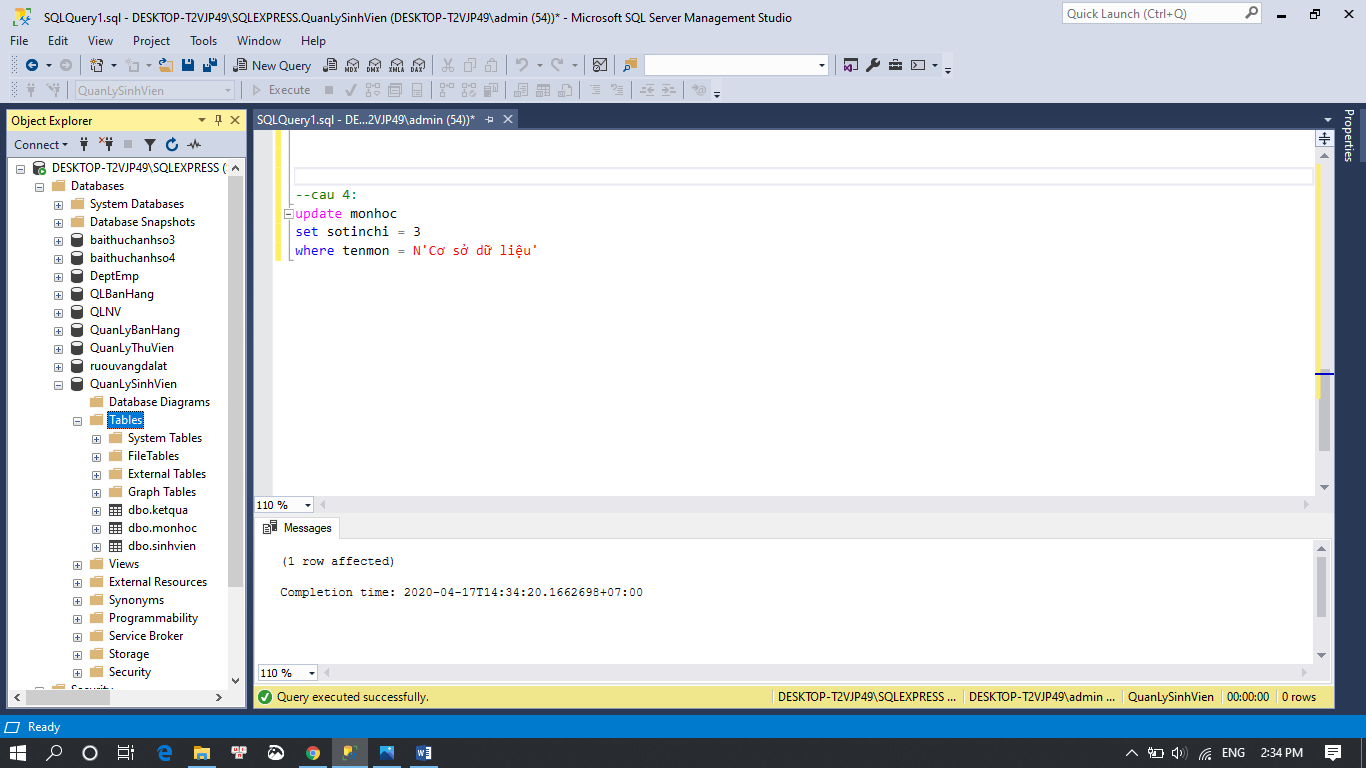 SQLQuery1.sql - DESKTOP-T2VJP49\SQLEXPRESS.QuanLySinhVien (DESKTOP-T2VJP49\admin (54))* - Microsoft SQL Server Management Studio
Quick Launch (Ctrl+Q)
File Edit View Project Tools Window Help
New Query MDX DMX XMLA DAX
QuanLySinhVien Execute
Object Explorer
SQLQuery1.sql - DE...2VJP49\admin (54))*
Properties
Connect
DESKTOP-T2VJP49\SQLEXPRESS (
Databases
System Databases
Database Snapshots
baithuchanhso3
baithuchanhso4
DeptEmp
QLBanHang
QLNV
QuanLyBanHang
QuanLyThuVien
ruouvangdalat
QuanLySinhVien
Database Diagrams
Tables
System Tables
FileTables
External Tables
Graph Tables
dbo.ketqua
dbo.monhoc
dbo.sinhvien
Views
External Resources
Synonyms
Programmability
Service Broker
Storage
Security
Security
--cau 4:
update monhoc
set sotinchi = 3
where tenmon = N'Cơ sở dữ liệu'
110 %
Messages
(1 row affected)
Completion time: 2020-04-17T14:34:20.1662698+07:00
110 %
Query executed successfully. DESKTOP-T2VJP49\SQLEXPRESS ... DESKTOP-T2VJP49\admin ... QuanLySinhVien 00:00:00 0 rows
Ready
ENG 2:34 PM